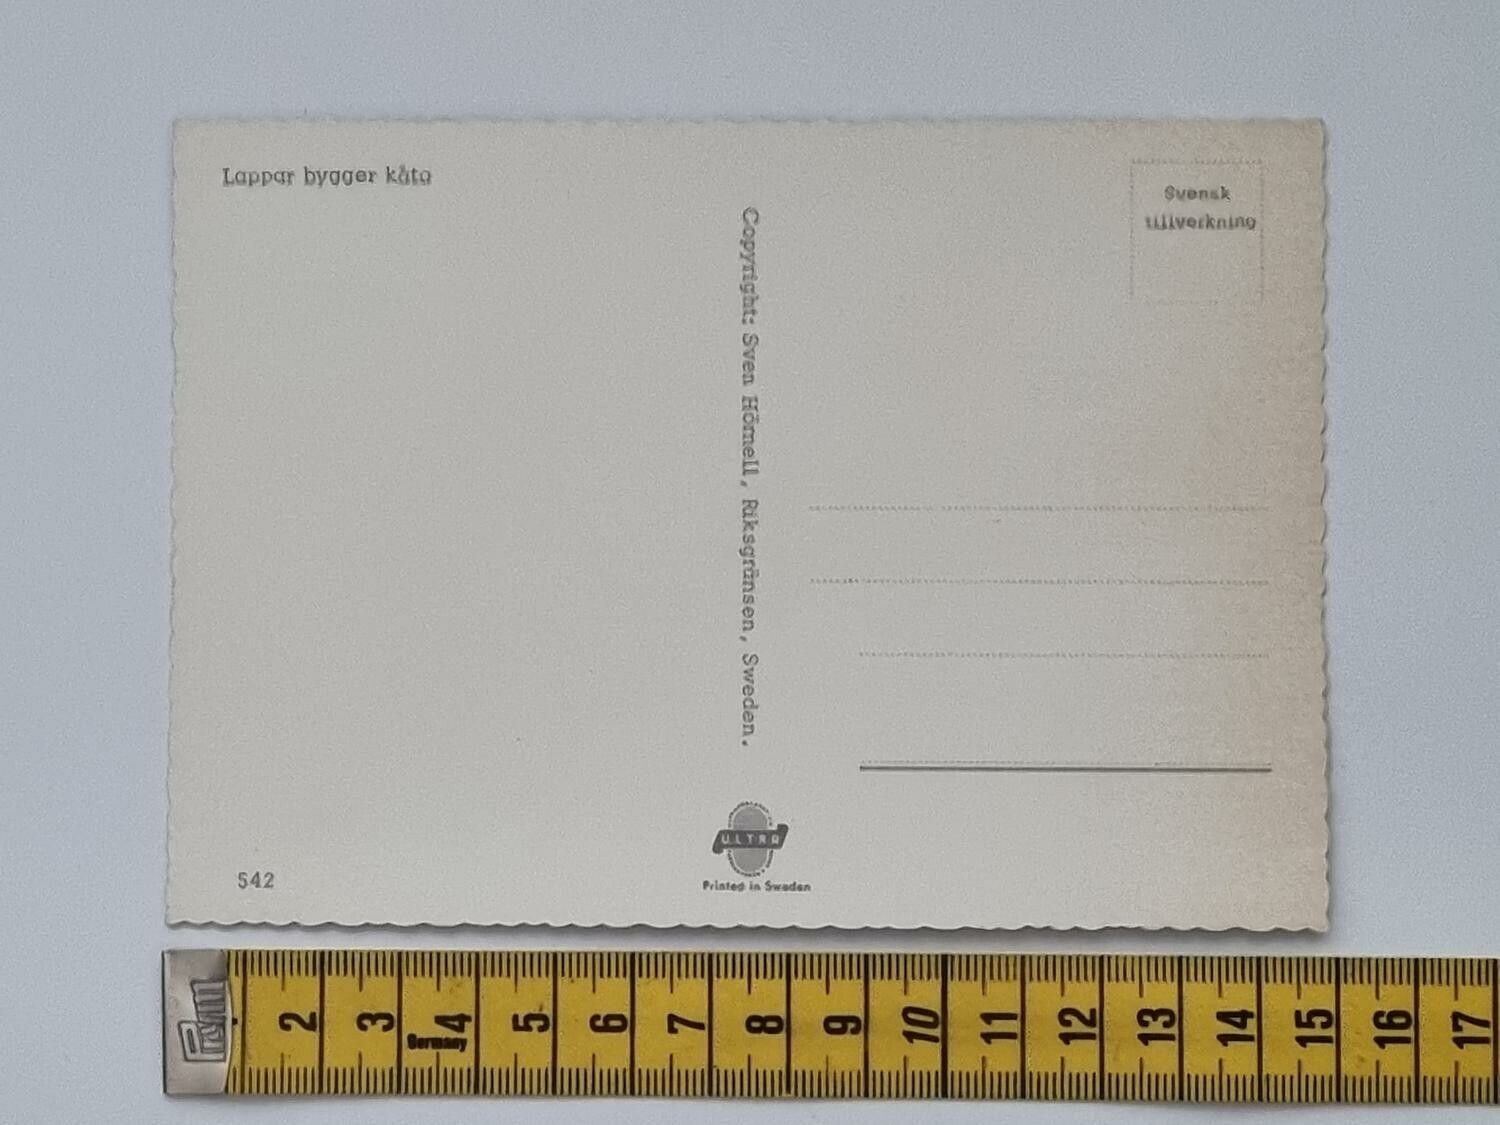 Lappar bygger kåta
Svensk
tillverkning
Copyright: Sven Hörnell, Riksgränsen, Sweden.
ULTRA
Printed in Sweden
542
Prym
2 3 4 5 6 7 8 9 10 11 12 13 14 15 16 17
Germany